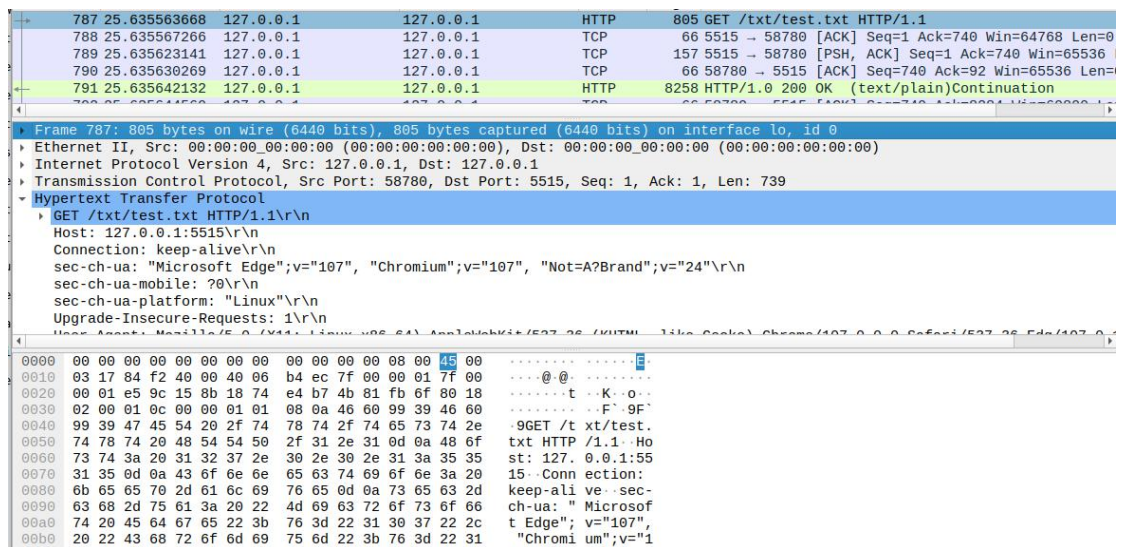 787 25.635563668 127.0.0.1 127.0.0.1 HTTP 805 GET /txt/test.txt HTTP/1.1
788 25.635567266 127.0.0.1 127.0.0.1 TCP 66 5515 → 58780 [ACK] Seq=1 Ack=740 Win=64768 Len=0
789 25.635623141 127.0.0.1 127.0.0.1 TCP 157 5515 → 58780 [PSH, ACK] Seq=1 Ack=740 Win=65536
790 25.635630269 127.0.0.1 127.0.0.1 TCP 66 58780 → 5515 [ACK] Seq=740 Ack=92 Win=65536
791 25.635642132 127.0.0.1 127.0.0.1 HTTP 8258 HTTP/1.0 200 OK (text/plain)Continuation
Frame 787: 805 bytes on wire (6440 bits), 805 bytes captured (6440 bits) on interface lo, id 0
Ethernet II, Src: 00:00:00_00:00:00 (00:00:00:00:00:00), Dst: 00:00:00_00:00:00 (00:00:00:00:00:00)
Internet Protocol Version 4, Src: 127.0.0.1, Dst: 127.0.0.1
Transmission Control Protocol, Src Port: 58780, Dst Port: 5515, Seq: 1, Ack: 1, Len: 739
Hypertext Transfer Protocol
GET /txt/test.txt HTTP/1.1\r\n
Host: 127.0.0.1:5515\r\n
Connection: keep-alive\r\n
sec-ch-ua: "Microsoft Edge";v="107", "Chromium";v="107", "Not=A?Brand";v="24"\r\n
sec-ch-ua-mobile: ?0\r\n
sec-ch-ua-platform: "Linux"\r\n
Upgrade-Insecure-Requests: 1\r\n
0000 00 00 00 00 00 00 00 00 00 00 00 00 08 00 45 00 ········ ······E·
0010 03 17 84 f2 40 00 40 06 b4 ec 7f 00 00 01 7f 00 ····@·@· ········
0020 00 01 e5 9c 15 8b 18 74 e4 b7 4b 81 fb 6f 80 18 ·······t ··K··o··
0030 02 00 01 0c 00 00 01 01 08 0a 46 60 99 39 46 60 ········ ··F`·9F`
0040 99 39 47 45 54 20 2f 74 78 74 2f 74 65 73 74 2e ·9GET /t xt/test.
0050 74 78 74 20 48 54 54 50 2f 31 2e 31 0d 0a 48 6f txt HTTP /1.1··Ho
0060 73 74 3a 20 31 32 37 2e 30 2e 30 2e 31 3a 35 35 st: 127. 0.0.1:55
0070 31 35 0d 0a 43 6f 6e 6e 65 63 74 69 6f 6e 3a 20 15··Conn ection:
0080 6b 65 65 70 2d 61 6c 69 76 65 0d 0a 73 65 63 2d keep-ali ve··sec-
0090 63 68 2d 75 61 3a 20 22 4d 69 63 72 6f 73 6f 66 ch-ua: " Microsof
00a0 74 20 45 64 67 65 22 3b 76 3d 22 31 30 37 22 2c t Edge"; v="107",
00b0 20 22 43 68 72 6f 6d 69 75 6d 22 3b 76 3d 22 31 "Chromi um";v="1